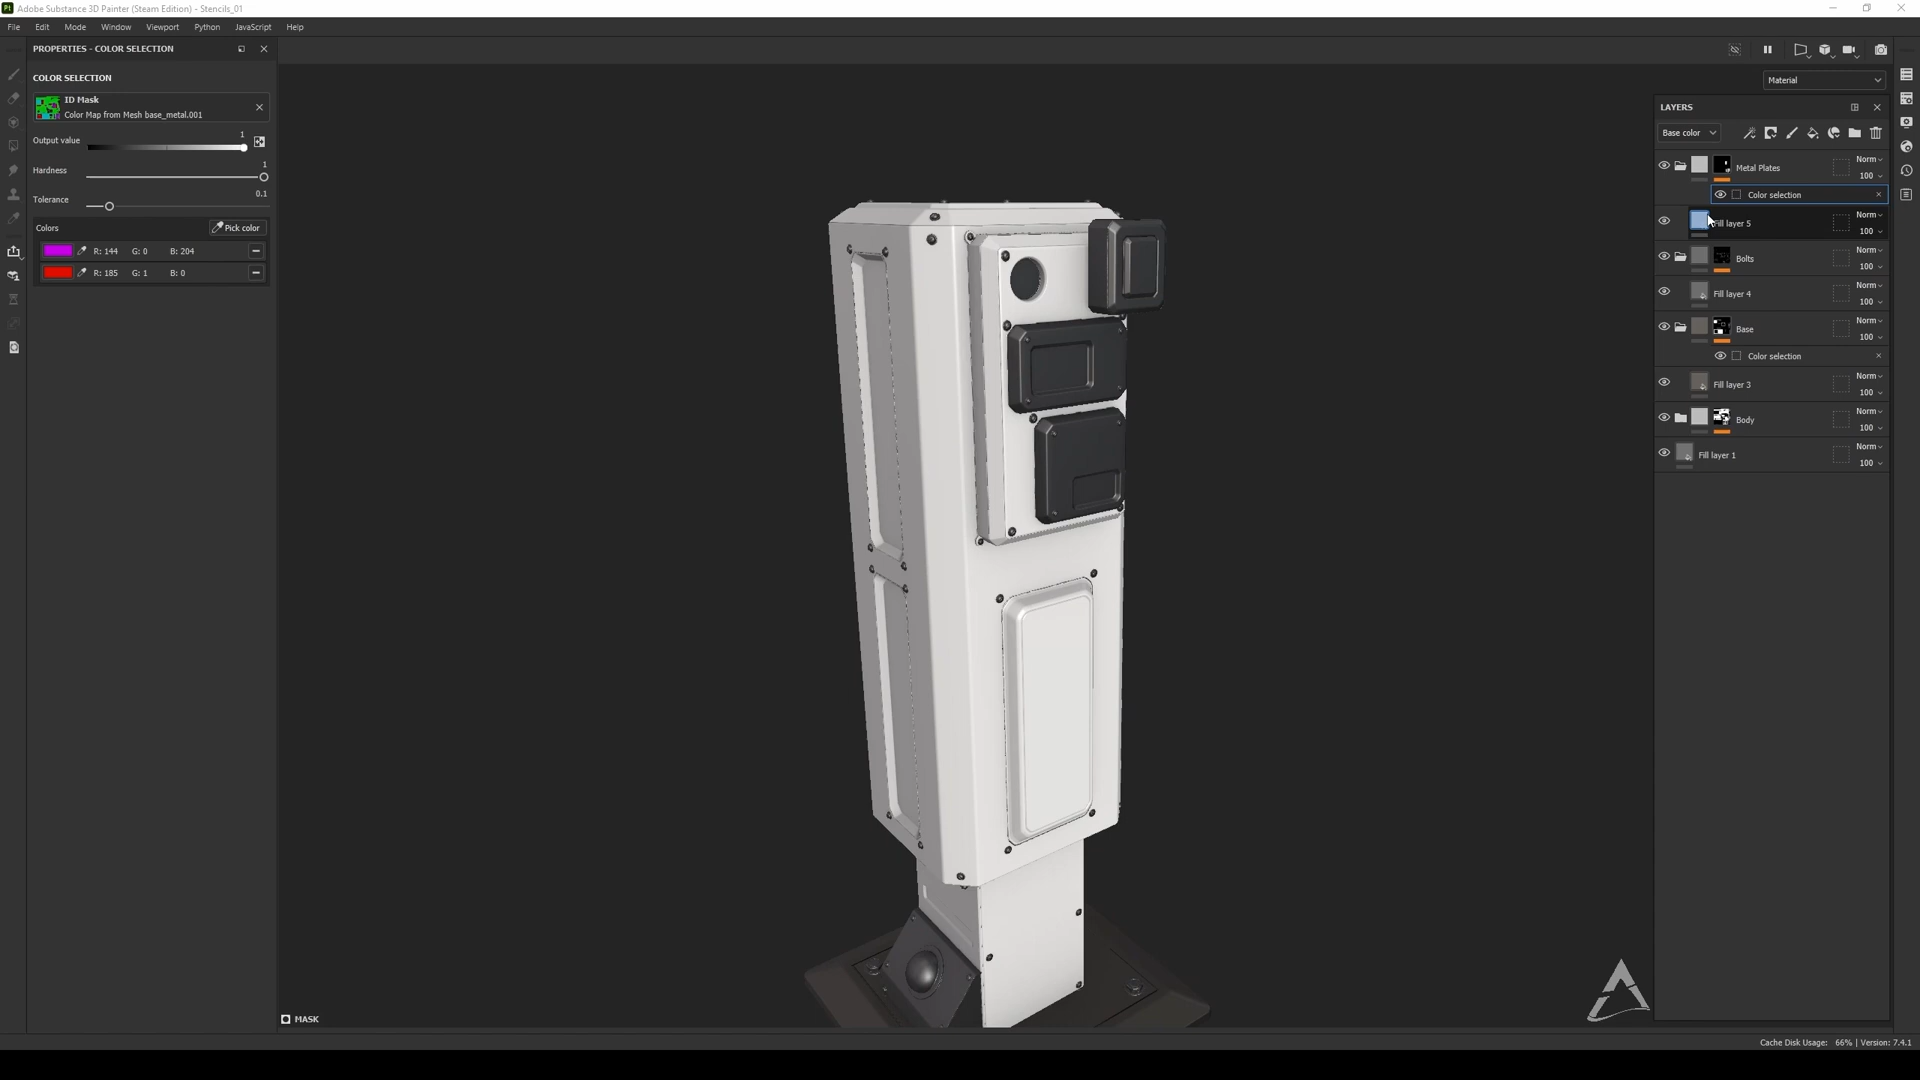 Pt Adobe Substance 3D Painter (Steam Edition) - Stencils_01
File Edit Mode Window Viewport Python JavaScript Help
PROPERTIES - COLOR SELECTION
COLOR SELECTION
ID Mask
Color Map from Mesh base_metal.001
Output value 1
Hardness 1
Tolerance 0.1
Colors Pick color
R: 144 G: 0 B: 204
R: 185 G: 1 B: 0
MASK
Material
LAYERS
Base color
Metal Plates Norm 100
Color selection
Fill layer 5 Norm 100
Bolts Norm 100
Fill layer 4 Norm 100
Base Norm 100
Color selection
Fill layer 3 Norm 100
Body Norm 100
Fill layer 1 Norm 100
Cache Disk Usage: 66% | Version: 7.4.1